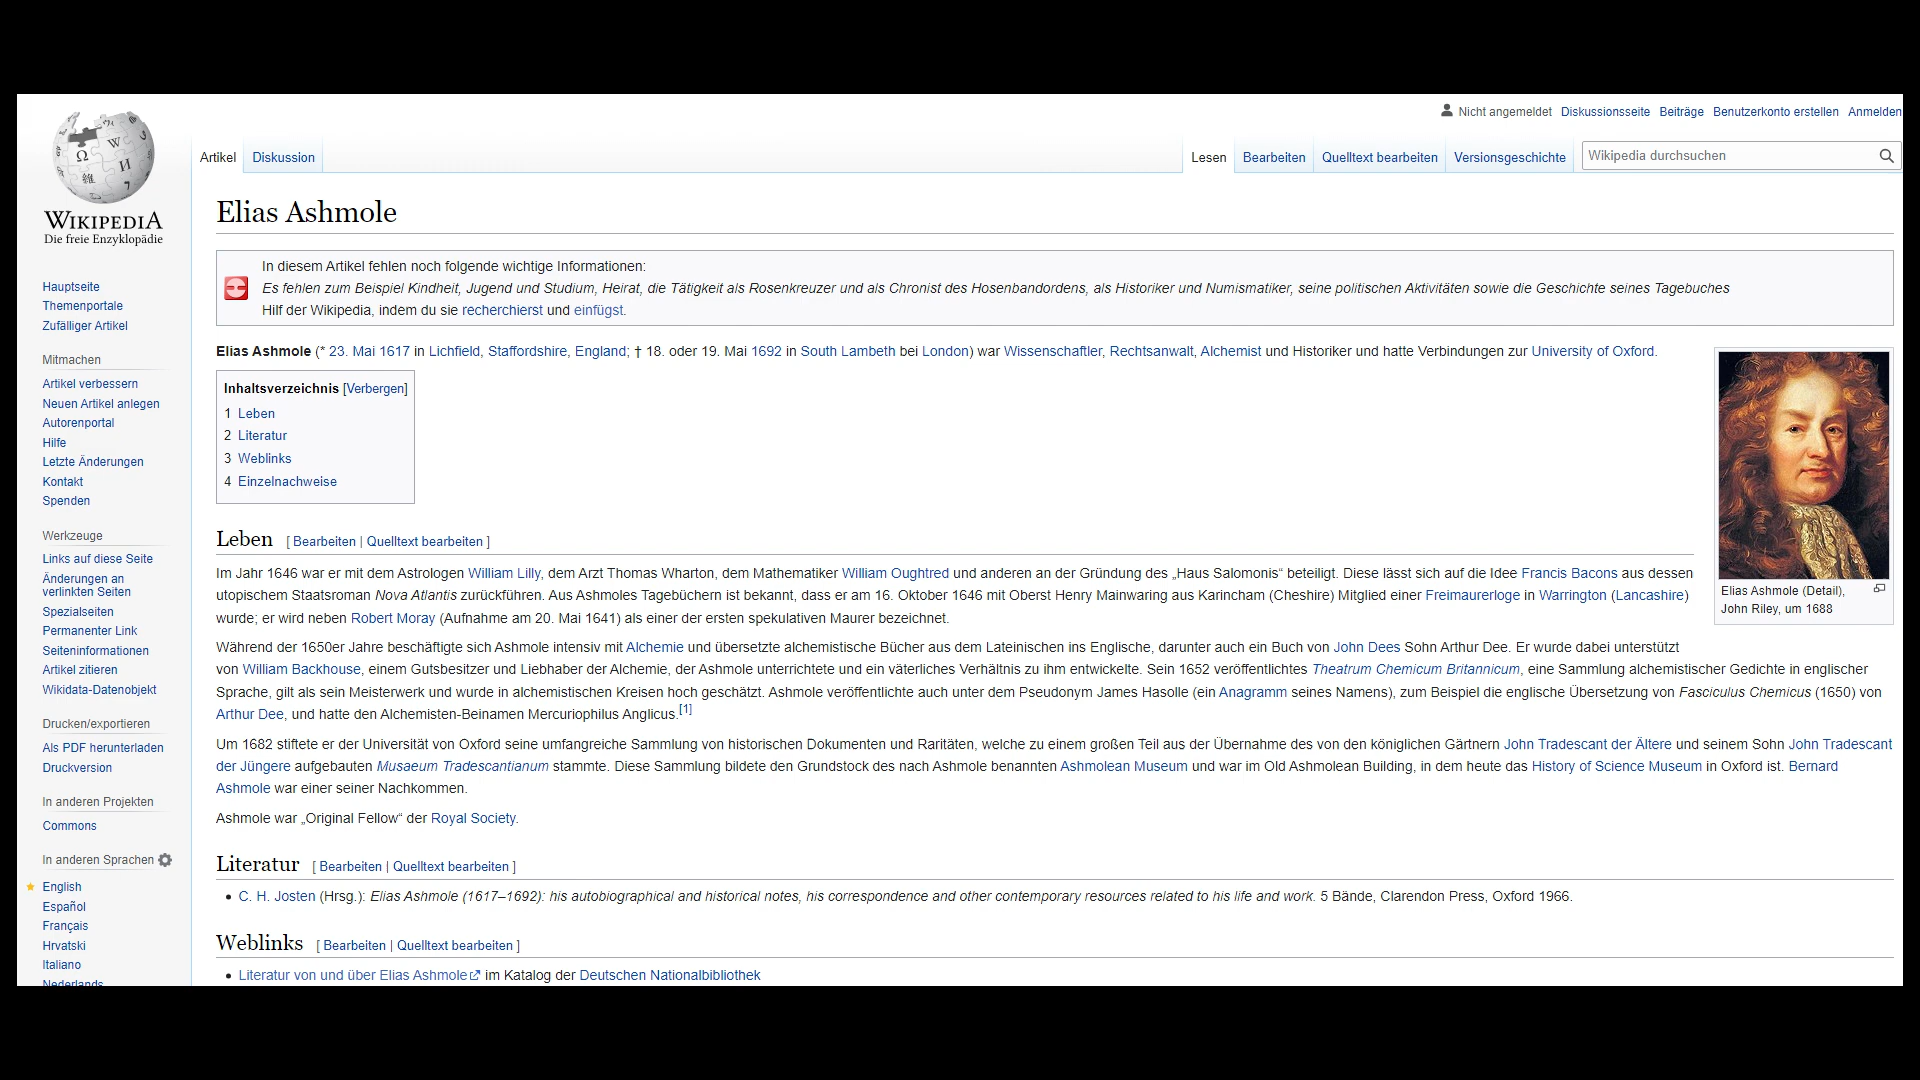 Nicht angemeldet Diskussionsseite Beiträge Benutzerkonto erstellen Anmelden
Artikel Diskussion Lesen Bearbeiten Quelltext bearbeiten Versionsgeschichte Wikipedia durchsuchen
WIKIPEDIA
Die freie Enzyklopädie
Hauptseite
Themenportale
Zufälliger Artikel
Mitmachen
Artikel verbessern
Neuen Artikel anlegen
Autorenportal
Hilfe
Letzte Änderungen
Kontakt
Spenden
Werkzeuge
Links auf diese Seite
Änderungen an
verlinkten Seiten
Spezialseiten
Permanenter Link
Seiteninformationen
Artikel zitieren
Wikidata-Datenobjekt
Drucken/exportieren
Als PDF herunterladen
Druckversion
In anderen Projekten
Commons
In anderen Sprachen
English
Español
Français
Hrvatski
Italiano
Nederlands
Elias Ashmole
In diesem Artikel fehlen noch folgende wichtige Informationen:
Es fehlen zum Beispiel Kindheit, Jugend und Studium, Heirat, die Tätigkeit als Rosenkreuzer und als Chronist des Hosenbandordens, als Historiker und Numismatiker, seine politischen Aktivitäten sowie die Geschichte seines Tagebuches
Hilf der Wikipedia, indem du sie recherchierst und einfügst.
Elias Ashmole (* 23. Mai 1617 in Lichfield, Staffordshire, England; † 18. oder 19. Mai 1692 in South Lambeth bei London) war Wissenschaftler, Rechtsanwalt, Alchemist und Historiker und hatte Verbindungen zur University of Oxford.
Inhaltsverzeichnis [Verbergen]
1 Leben
2 Literatur
3 Weblinks
4 Einzelnachweise
Elias Ashmole (Detail),
John Riley, um 1688
Leben [ Bearbeiten | Quelltext bearbeiten ]
Im Jahr 1646 war er mit dem Astrologen William Lilly, dem Arzt Thomas Wharton, dem Mathematiker William Oughtred und anderen an der Gründung des „Haus Salomonis“ beteiligt. Diese lässt sich auf die Idee Francis Bacons aus dessen
utopischem Staatsroman Nova Atlantis zurückführen. Aus Ashmoles Tagebüchern ist bekannt, dass er am 16. Oktober 1646 mit Oberst Henry Mainwaring aus Karincham (Cheshire) Mitglied einer Freimaurerloge in Warrington (Lancashire)
wurde; er wird neben Robert Moray (Aufnahme am 20. Mai 1641) als einer der ersten spekulativen Maurer bezeichnet.
Während der 1650er Jahre beschäftigte sich Ashmole intensiv mit Alchemie und übersetzte alchemistische Bücher aus dem Lateinischen ins Englische, darunter auch ein Buch von John Dees Sohn Arthur Dee. Er wurde dabei unterstützt
von William Backhouse, einem Gutsbesitzer und Liebhaber der Alchemie, der Ashmole unterrichtete und ein väterliches Verhältnis zu ihm entwickelte. Sein 1652 veröffentlichtes Theatrum Chemicum Britannicum, eine Sammlung alchemistischer Gedichte in englischer
Sprache, gilt als sein Meisterwerk und wurde in alchemistischen Kreisen hoch geschätzt. Ashmole veröffentlichte auch unter dem Pseudonym James Hasolle (ein Anagramm seines Namens), zum Beispiel die englische Übersetzung von Fasciculus Chemicus (1650) von
Arthur Dee, und hatte den Alchemisten-Beinamen Mercuriophilus Anglicus.[1]
Um 1682 stiftete er der Universität von Oxford seine umfangreiche Sammlung von historischen Dokumenten und Raritäten, welche zu einem großen Teil aus der Übernahme des von den königlichen Gärtnern John Tradescant der Ältere und seinem Sohn John Tradescant
der Jüngere aufgebauten Musaeum Tradescantianum stammte. Diese Sammlung bildete den Grundstock des nach Ashmole benannten Ashmolean Museum und war im Old Ashmolean Building, in dem heute das History of Science Museum in Oxford ist. Bernard
Ashmole war einer seiner Nachkommen.
Ashmole war „Original Fellow“ der Royal Society.
Literatur [ Bearbeiten | Quelltext bearbeiten ]
C. H. Josten (Hrsg.): Elias Ashmole (1617–1692): his autobiographical and historical notes, his correspondence and other contemporary resources related to his life and work. 5 Bände, Clarendon Press, Oxford 1966.
Weblinks [ Bearbeiten | Quelltext bearbeiten ]
Literatur von und über Elias Ashmole im Katalog der Deutschen Nationalbibliothek